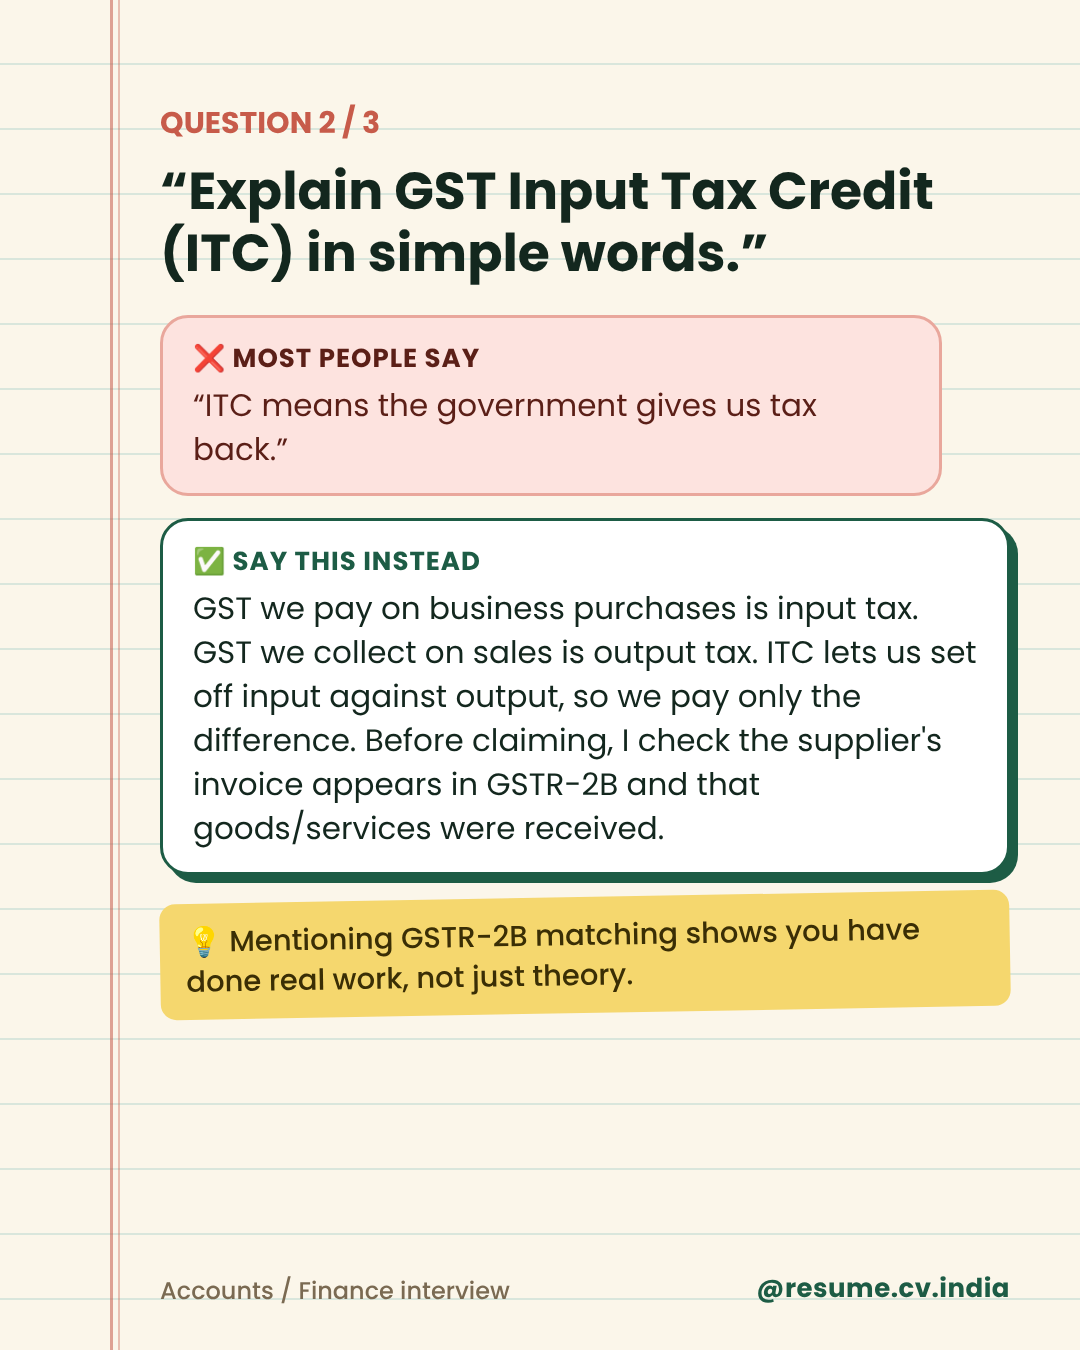 QUESTION 2 / 3
“Explain GST Input Tax Credit
(ITC) in simple words.”
❌ MOST PEOPLE SAY
“ITC means the government gives us tax
back.”
✅ SAY THIS INSTEAD
GST we pay on business purchases is input tax.
GST we collect on sales is output tax. ITC lets us set
off input against output, so we pay only the
difference. Before claiming, I check the supplier's
invoice appears in GSTR-2B and that
goods/services were received.
💡 Mentioning GSTR-2B matching shows you have
done real work, not just theory.
Accounts / Finance interview
@resume.cv.india